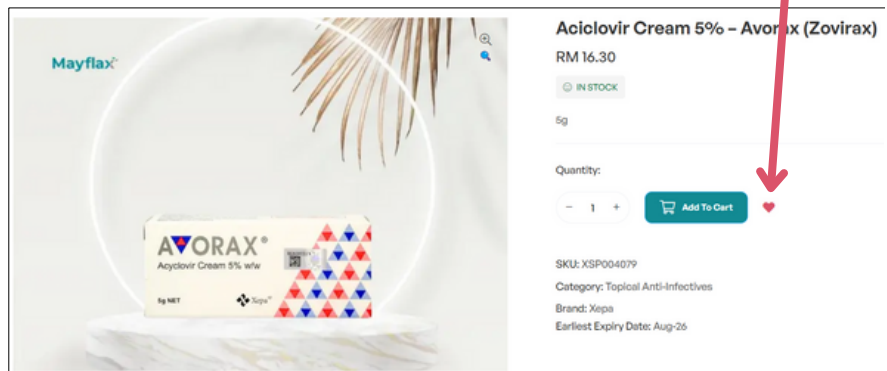 Mayflax
AVORAX®
Acyclovir Cream 5% w/w
5g NET
Xepa
Aciclovir Cream 5% – Avorax (Zovirax)
RM 16.30
IN STOCK
5g
Quantity:
− 1 +
Add To Cart
SKU: XSP004079
Category: Topical Anti-Infectives
Brand: Xepa
Earliest Expiry Date: Aug-26